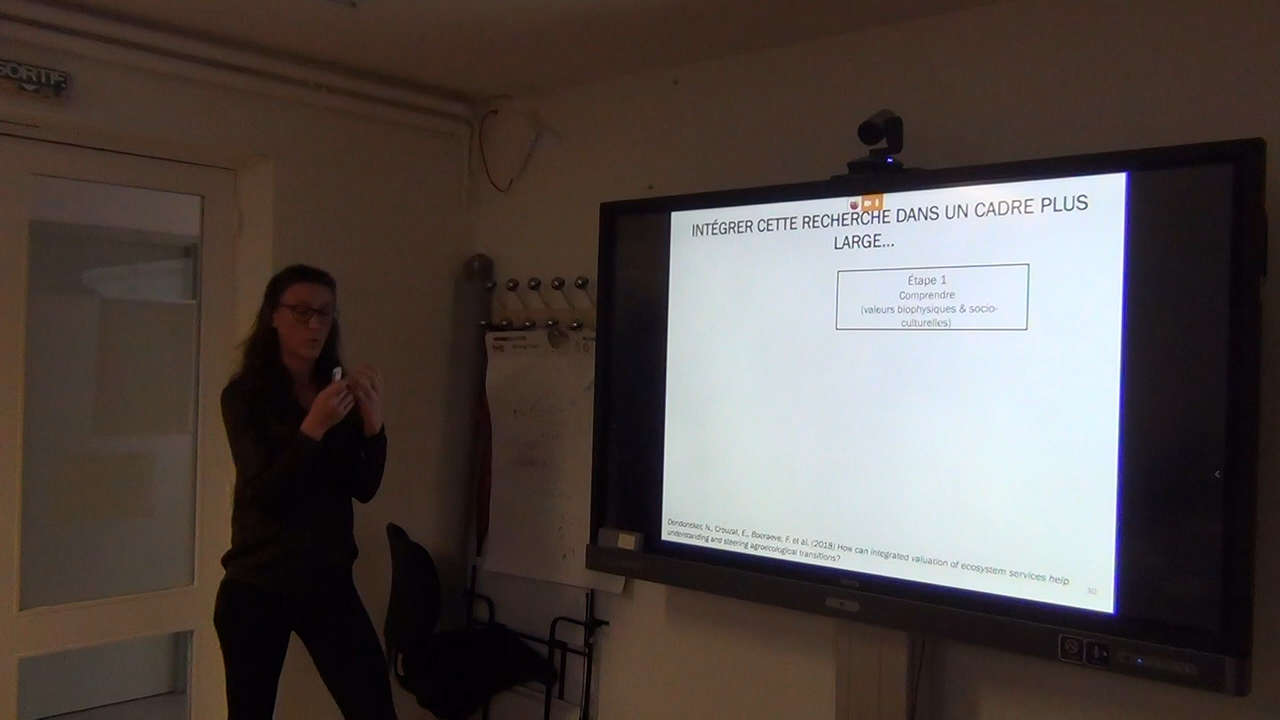 SORTIE
INTÉGRER CETTE RECHERCHE DANS UN CADRE PLUS
LARGE...
Étape 1
Comprendre
(valeurs biophysiques & socio-
culturelles)
Dendoncker, N., Crouzat, E., Boeraeve, F. et al. (2018) How can integrated valuation of ecosystem services help
understanding and steering agroecological transitions?
30